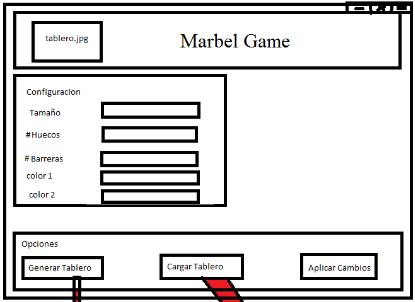 tablero.jpg
Marbel Game
Configuracion
Tamaño
#Huecos
# Barreras
color 1
color 2
Opciones
Generar Tablero
Cargar Tablero
Aplicar Cambios